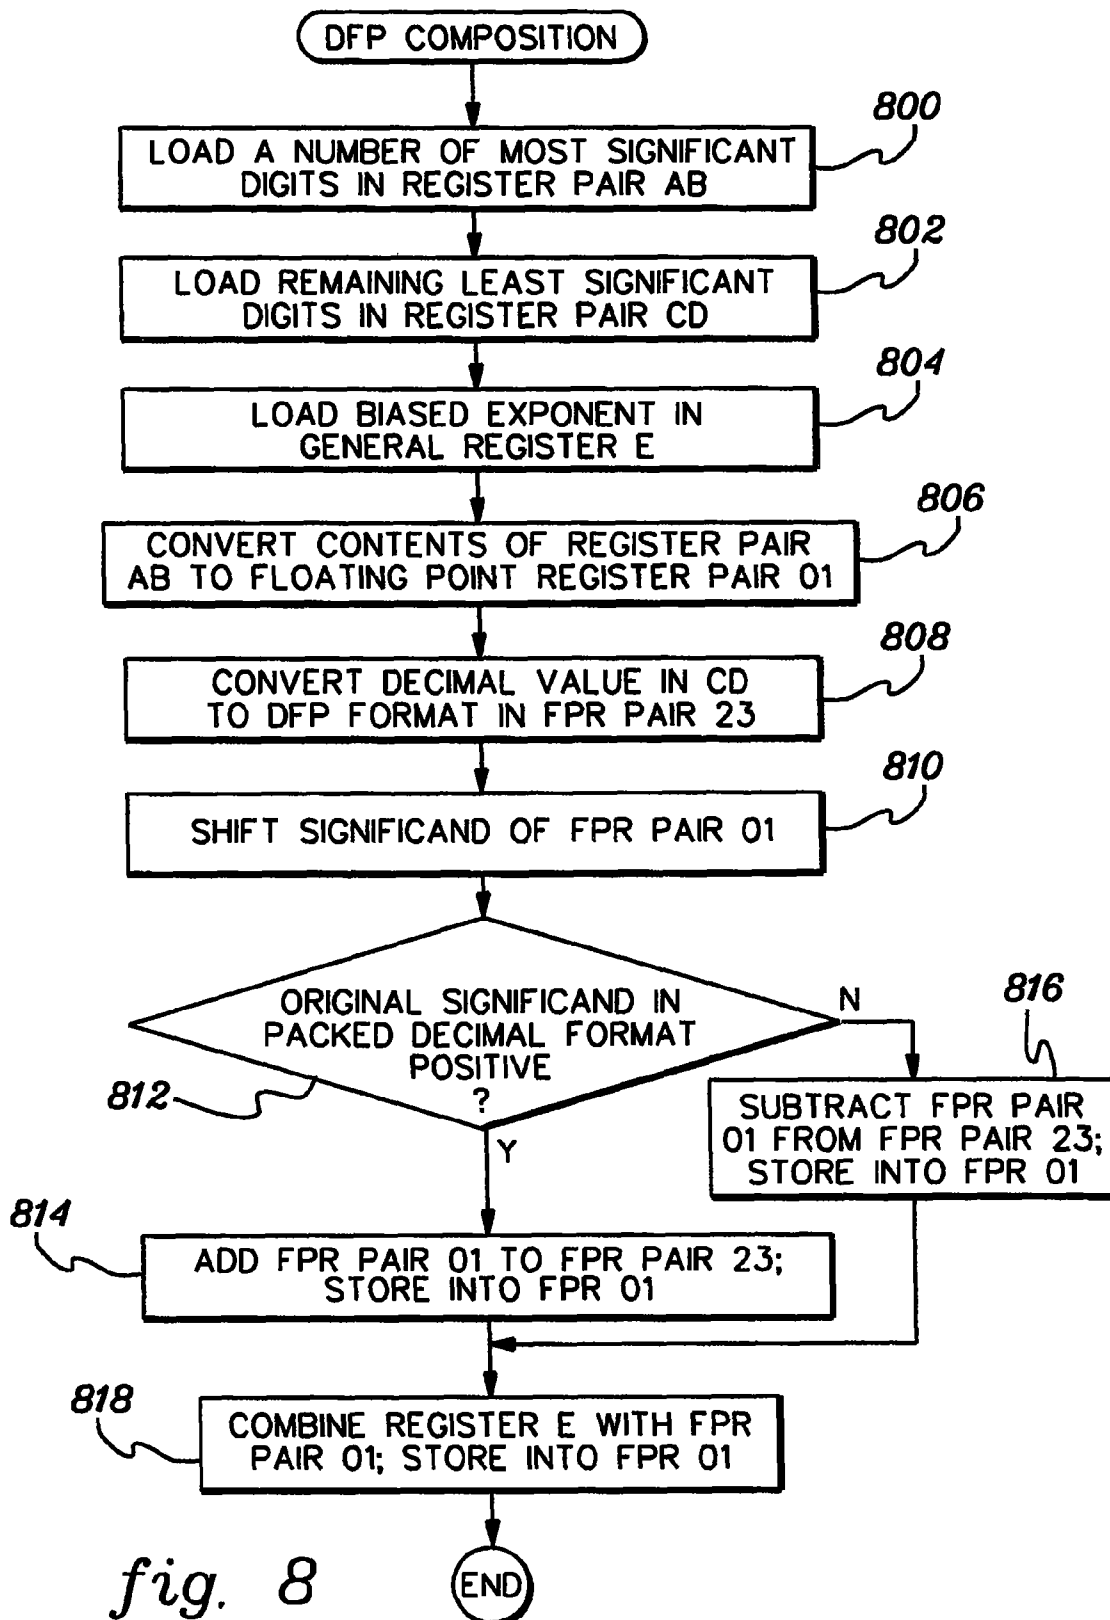 DFP COMPOSITION
800
LOAD A NUMBER OF MOST SIGNIFICANT
DIGITS IN REGISTER PAIR AB
802
LOAD REMAINING LEAST SIGNIFICANT
DIGITS IN REGISTER PAIR CD
804
LOAD BIASED EXPONENT IN
GENERAL REGISTER E
806
CONVERT CONTENTS OF REGISTER PAIR
AB TO FLOATING POINT REGISTER PAIR 01
808
CONVERT DECIMAL VALUE IN CD
TO DFP FORMAT IN FPR PAIR 23
810
SHIFT SIGNIFICAND OF FPR PAIR 01
ORIGINAL SIGNIFICAND IN
PACKED DECIMAL FORMAT
POSITIVE
?
812
N
Y
816
SUBTRACT FPR PAIR
01 FROM FPR PAIR 23;
STORE INTO FPR 01
814
ADD FPR PAIR 01 TO FPR PAIR 23;
STORE INTO FPR 01
818
COMBINE REGISTER E WITH FPR
PAIR 01; STORE INTO FPR 01
END
fig. 8